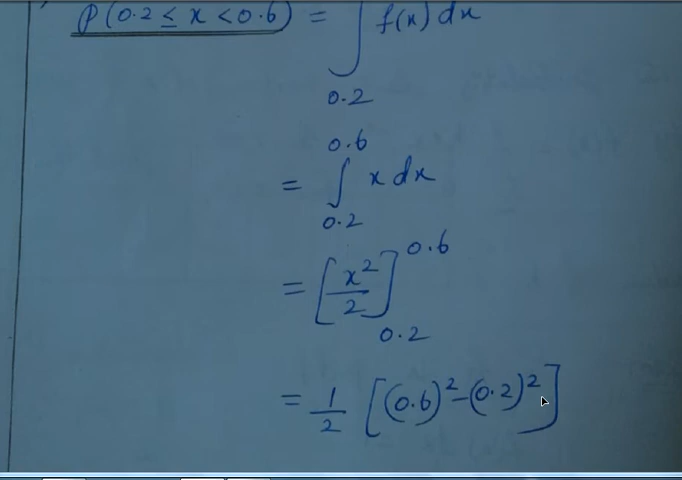 P(0.2 ≤ x < 0.6) = ∫ f(x) dx
0.2
0.6
= ∫ x dx
0.2
= [x²/2] 0.6
0.2
= 1/2 [(0.6)² - (0.2)²]